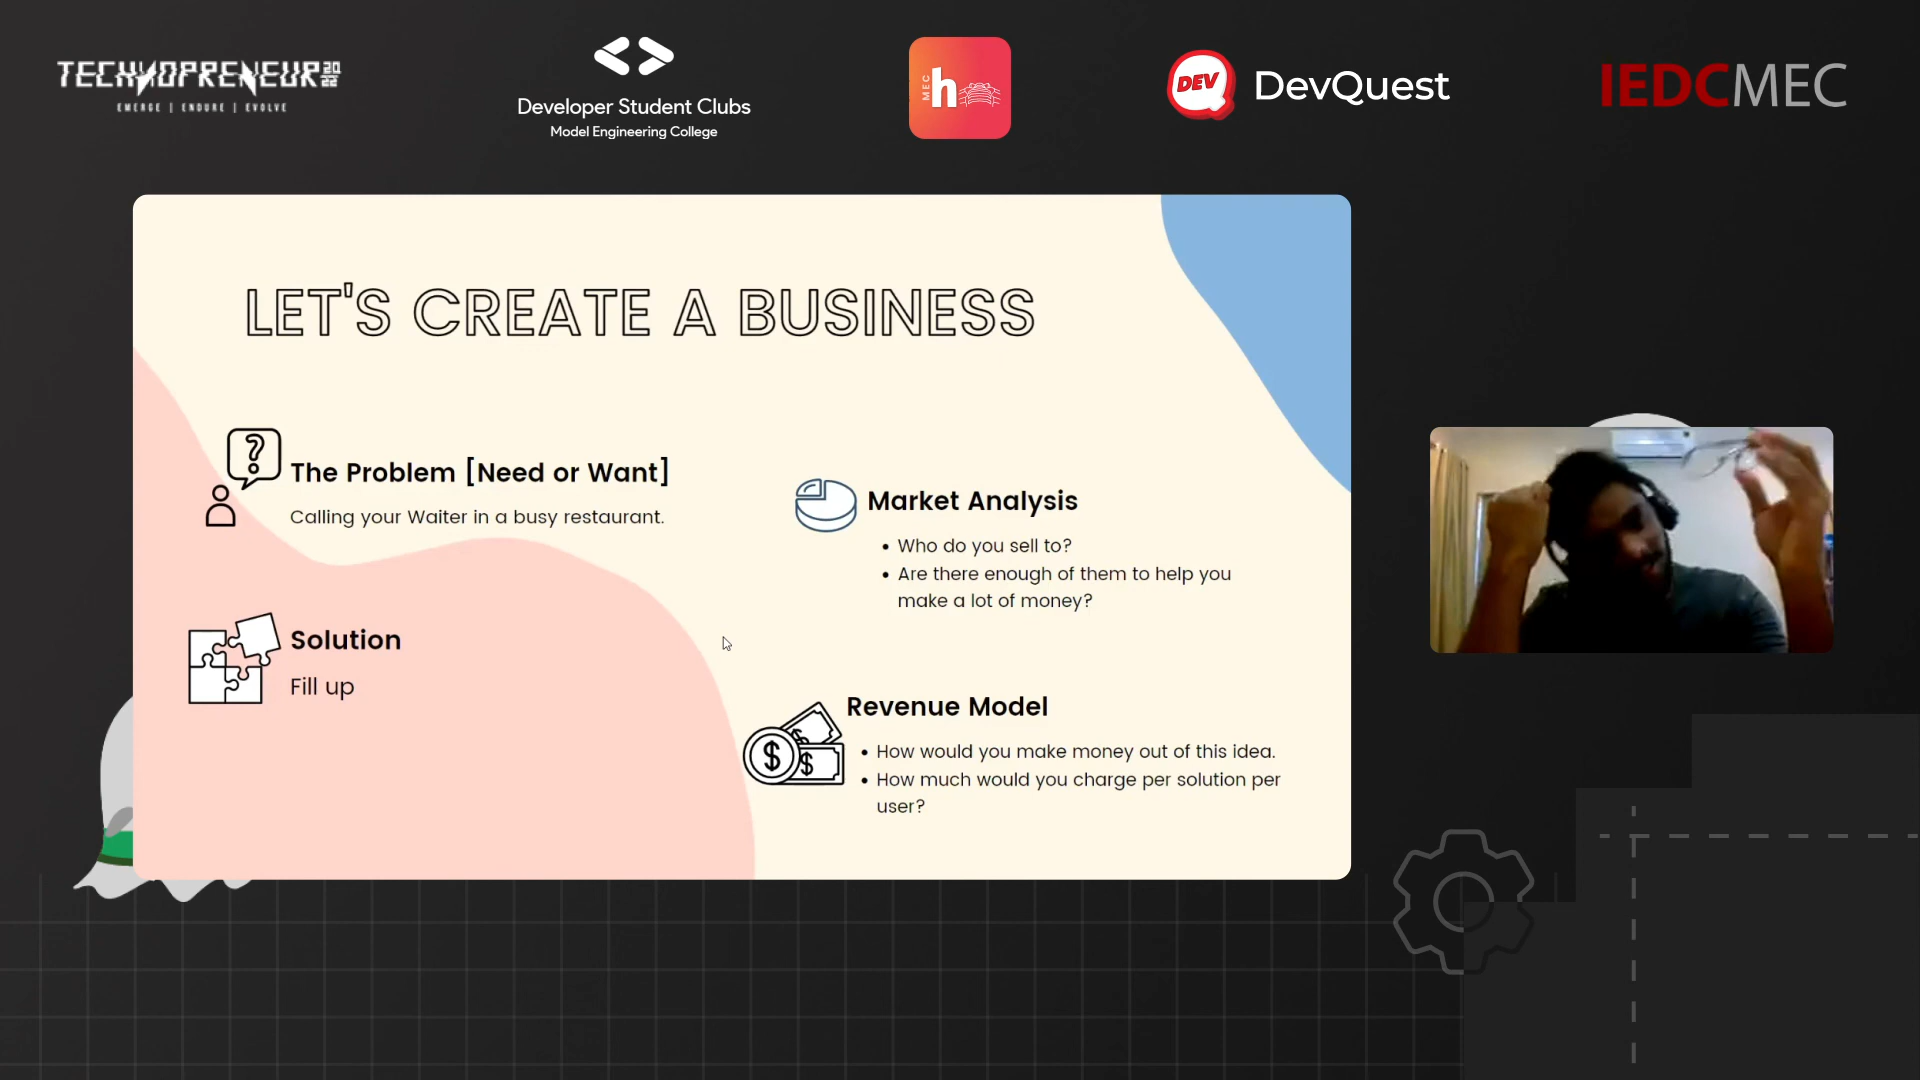 TECHNOPRENEUR 20
22
EMERGE | ENDURE | EVOLVE
Developer Student Clubs
Model Engineering College
MEC
h
DEV
DevQuest
IEDCMEC
LET'S CREATE A BUSINESS
The Problem [Need or Want]
Calling your Waiter in a busy restaurant.
Solution
Fill up
Market Analysis
• Who do you sell to?
• Are there enough of them to help you
make a lot of money?
Revenue Model
• How would you make money out of this idea.
• How much would you charge per solution per
user?